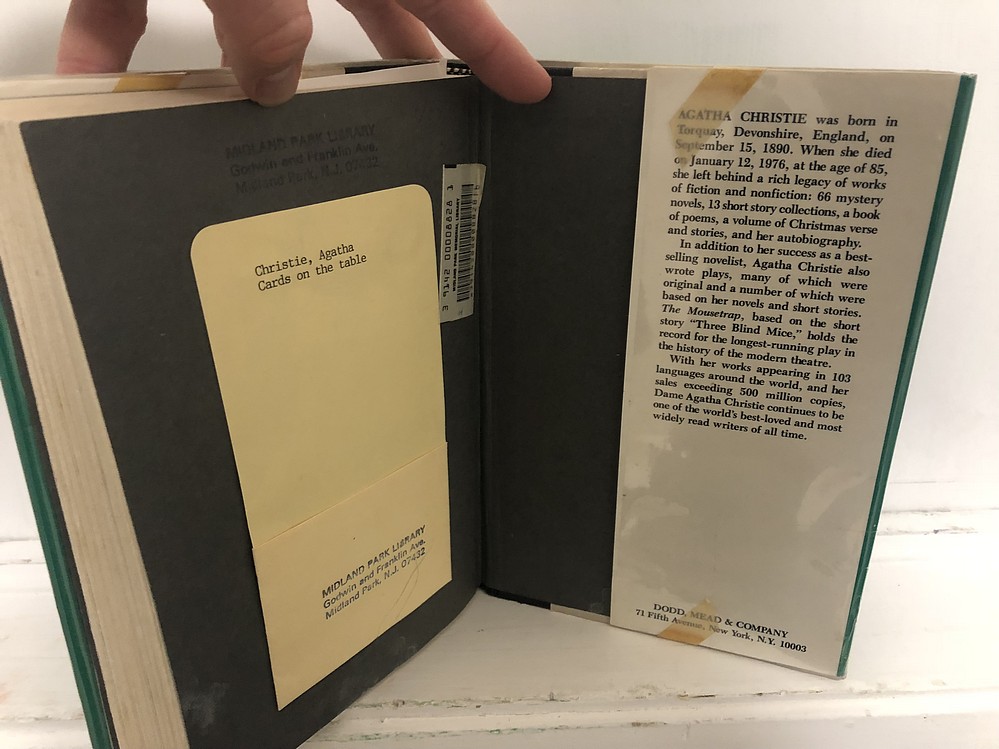 MIDLAND PARK LIBRARY
Godwin and Franklin Ave.
Midland Park, N.J. 07432
Christie, Agatha
Cards on the table
MIDLAND PARK LIBRARY
Godwin and Franklin Ave.
Midland Park, N.J. 07432
AGATHA CHRISTIE was born in
Torquay, Devonshire, England, on
September 15, 1890. When she died
on January 12, 1976, at the age of 85,
she left behind a rich legacy of works
of fiction and nonfiction: 66 mystery
novels, 13 short story collections, a book
of poems, a volume of Christmas verse
and stories, and her autobiography.
In addition to her success as a best-
selling novelist, Agatha Christie also
wrote plays, many of which were
original and a number of which were
based on her novels and short stories.
The Mousetrap, based on the short
story "Three Blind Mice," holds the
record for the longest-running play in
the history of the modern theatre.
With her works appearing in 103
languages around the world, and her
sales exceeding 500 million copies,
Dame Agatha Christie continues to be
one of the world's best-loved and most
widely read writers of all time.
DODD, MEAD & COMPANY
71 Fifth Avenue, New York, N.Y. 10003